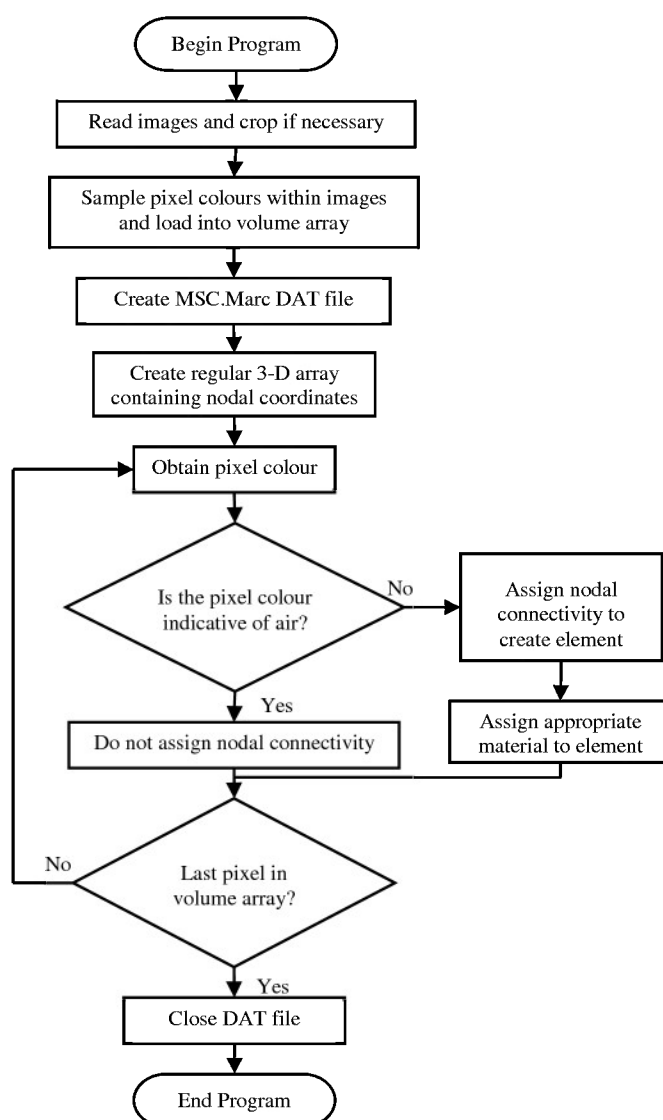 Begin Program
Read images and crop if necessary
Sample pixel colours within images
and load into volume array
Create MSC.Marc DAT file
Create regular 3-D array
containing nodal coordinates
Obtain pixel colour
Is the pixel colour
indicative of air?
No
Assign nodal
connectivity to
create element
Yes
Do not assign nodal connectivity
Assign appropriate
material to element
No
Last pixel in
volume array?
Yes
Close DAT file
End Program